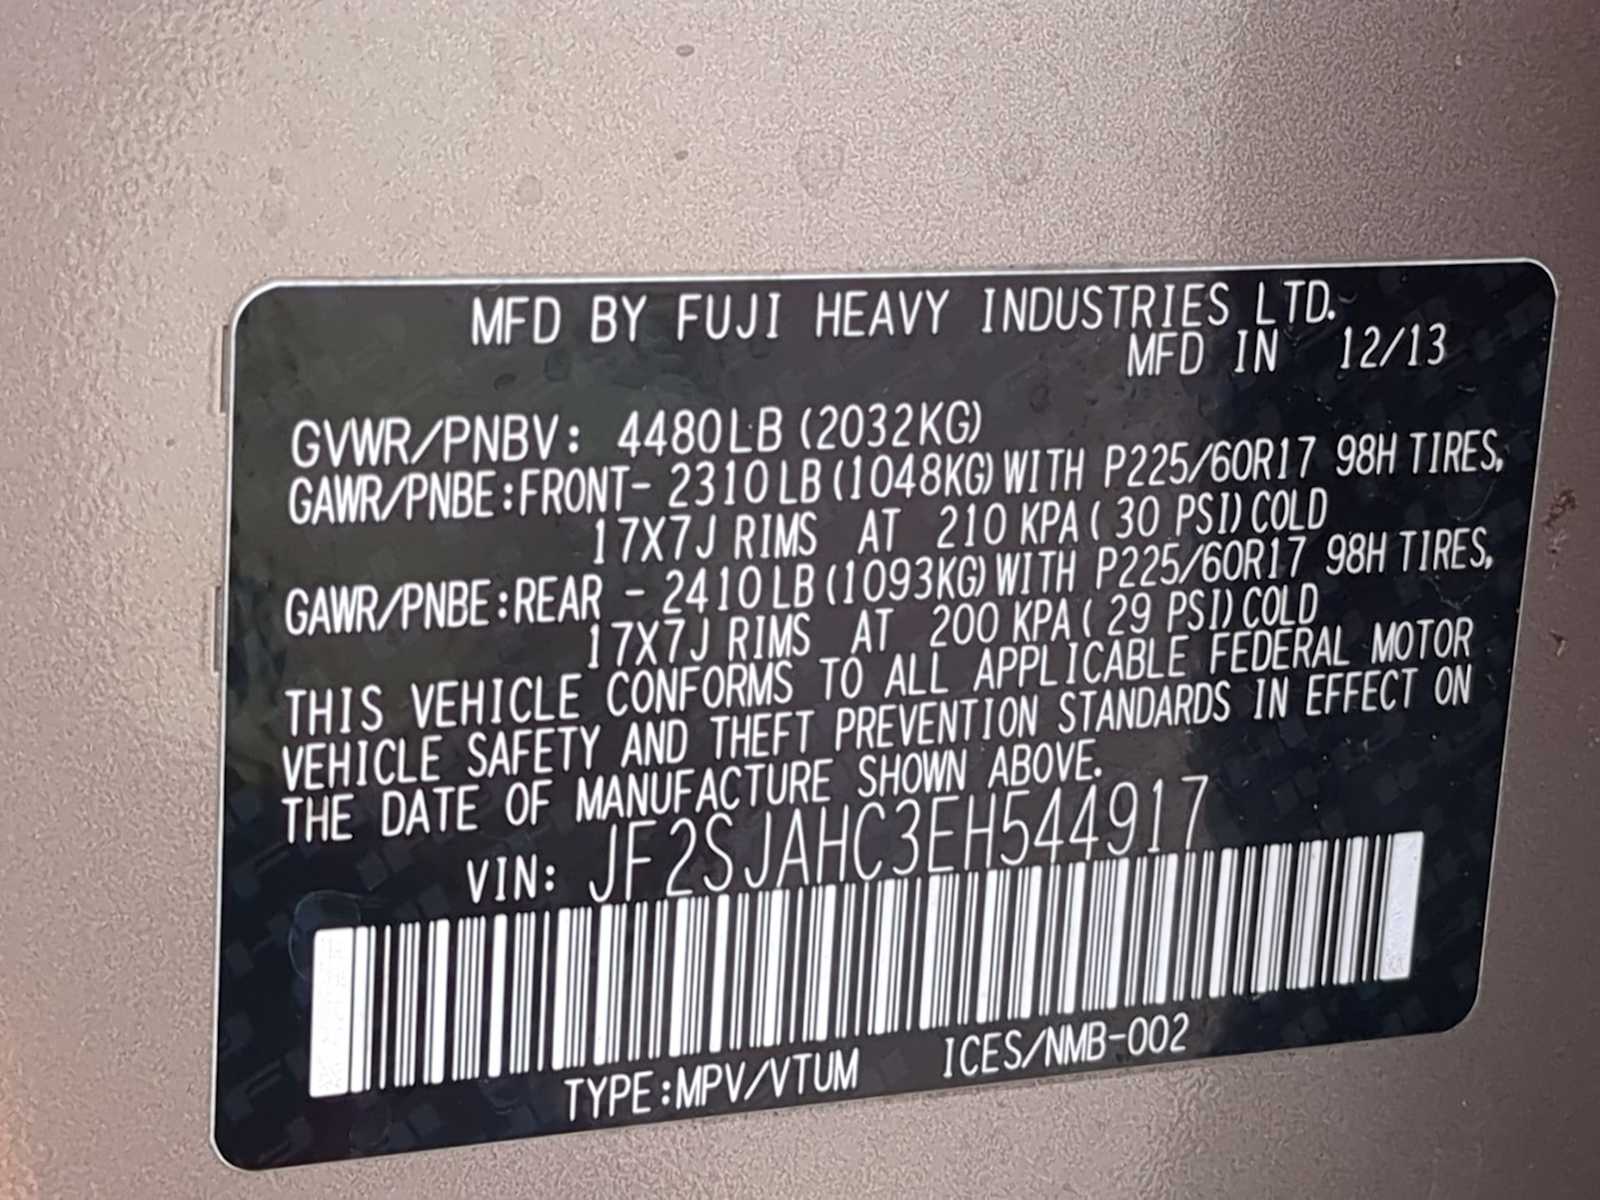 MFD BY FUJI HEAVY INDUSTRIES LTD.
MFD IN 12/13
GVWR/PNBV: 4480LB (2032KG)
GAWR/PNBE:FRONT- 2310LB (1048KG) WITH P225/60R17 98H TIRES,
17X7J RIMS AT 210 KPA ( 30 PSI) COLD
GAWR/PNBE:REAR - 2410LB (1093KG) WITH P225/60R17 98H TIRES,
17X7J RIMS AT 200 KPA ( 29 PSI) COLD
THIS VEHICLE CONFORMS TO ALL APPLICABLE FEDERAL MOTOR
VEHICLE SAFETY AND THEFT PREVENTION STANDARDS IN EFFECT ON
THE DATE OF MANUFACTURE SHOWN ABOVE.
VIN: JF2SJAHC3EH544917
TYPE:MPV/VTUM ICES/NMB-002